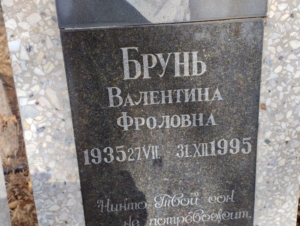 Брунь
Валентина
Фроловна
1935 27 VII 31.XII 1995
Никто твой сон
не потревожит